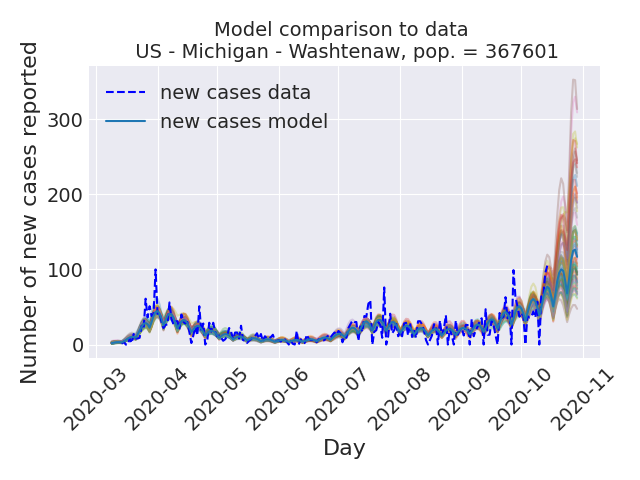 Model comparison to data
US - Michigan - Washtenaw, pop. = 367601
new cases data
new cases model
Number of new cases reported
300
200
100
0
2020-03
2020-04
2020-05
2020-06
2020-07
2020-08
2020-09
2020-10
2020-11
Day